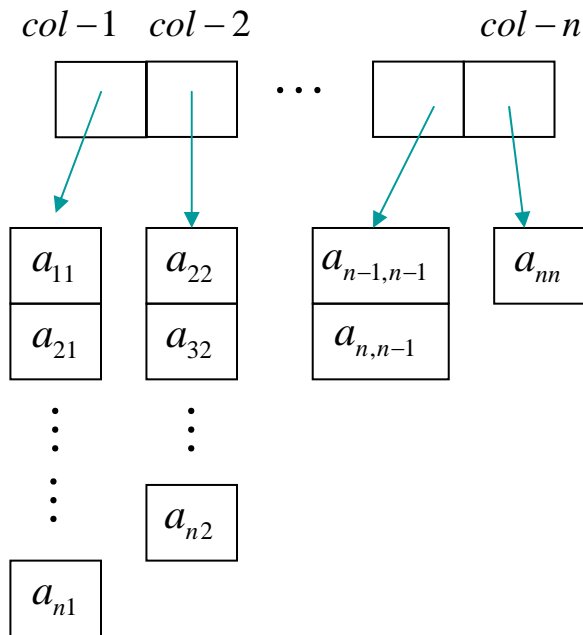 col − 1 col − 2 col − n
⋯
a₁₁ a₂₂ aₙ₋₁,ₙ₋₁ aₙₙ
a₂₁ a₃₂ aₙ,ₙ₋₁
⋮ ⋮
⋮ aₙ₂
aₙ₁